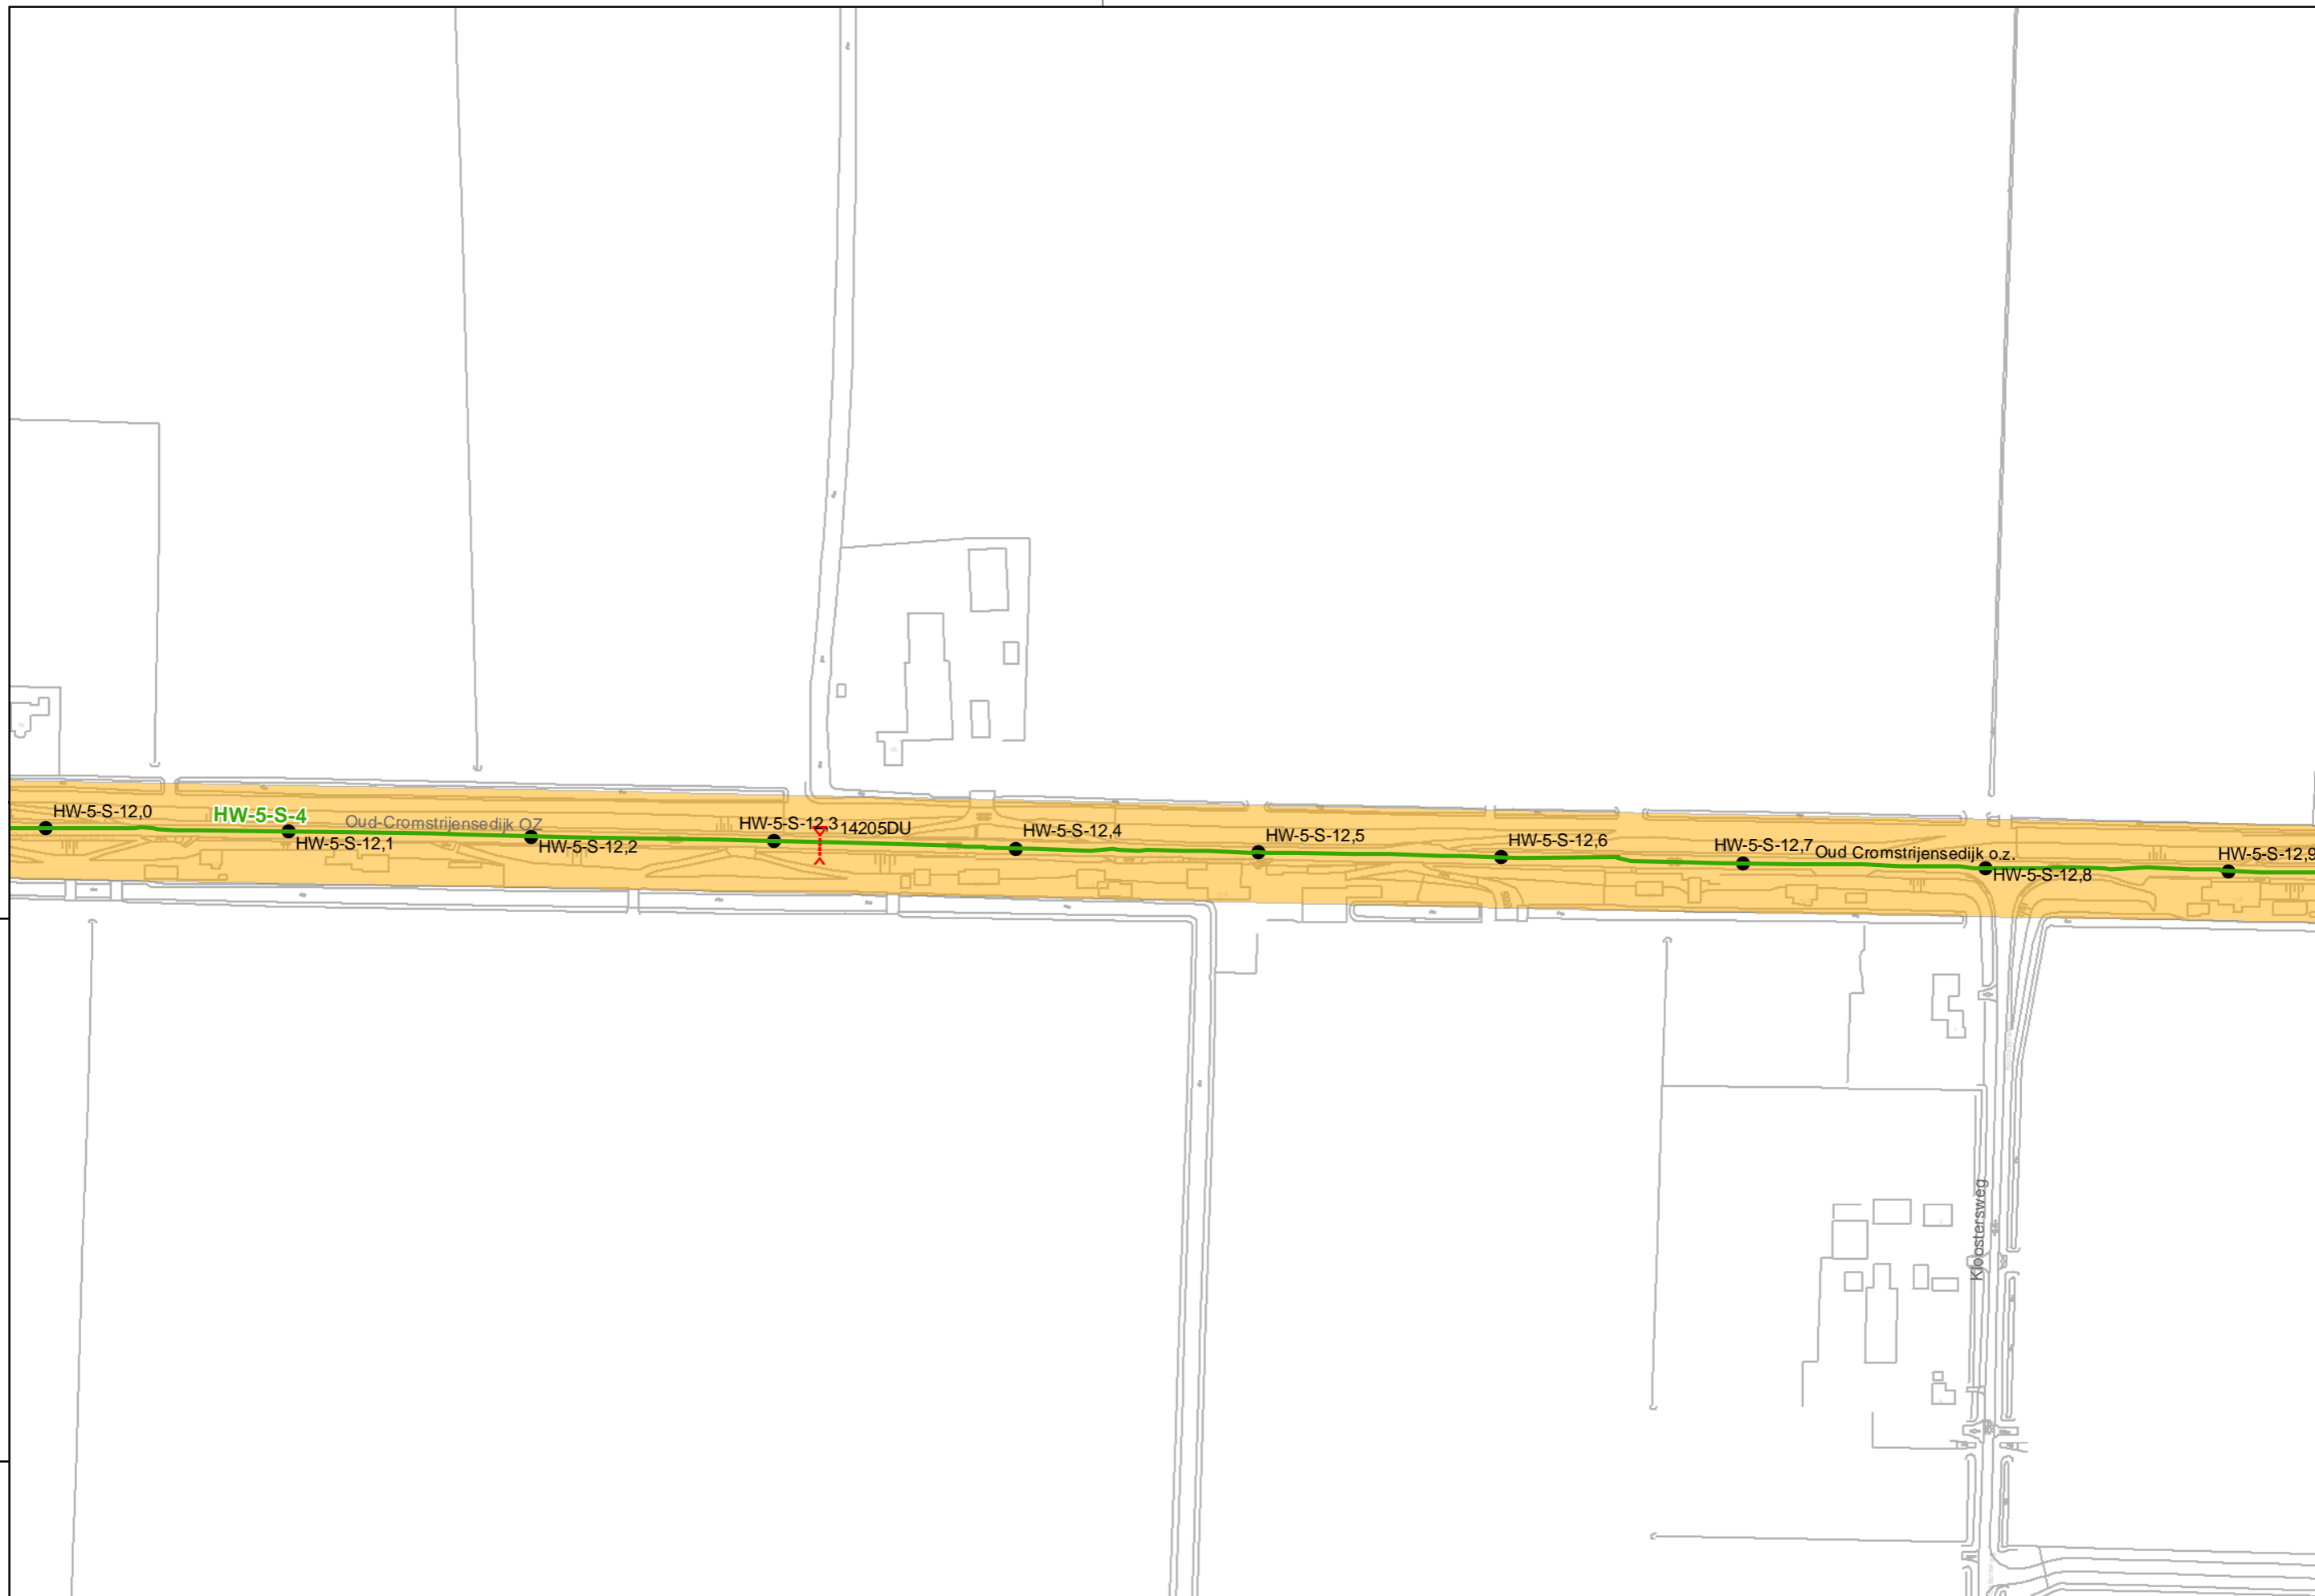 HW-5-S-12,0
HW-5-S-4
Oud-Cromstrijensedijk OZ
HW-5-S-12,1
HW-5-S-12,2
HW-5-S-12,3
14205DU
HW-5-S-12,4
HW-5-S-12,5
HW-5-S-12,6
HW-5-S-12,7
Oud Cromstrijensedijk o.z.
HW-5-S-12,8
HW-5-S-12,9
Kloostersweg